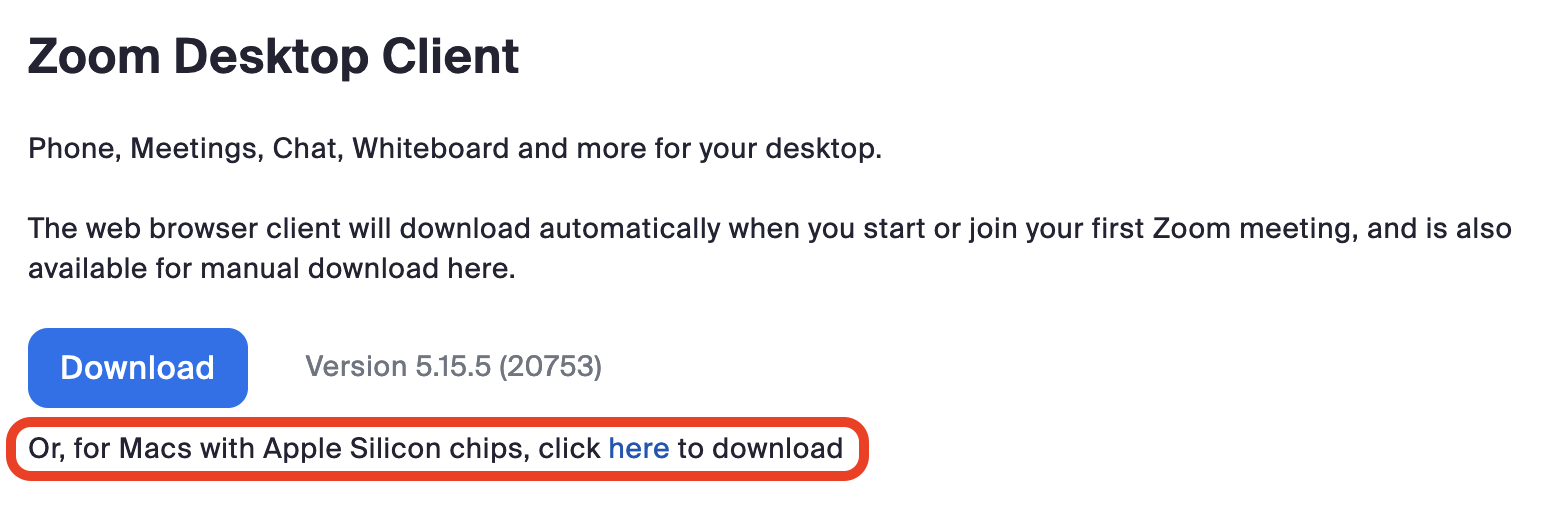 Zoom Desktop Client
Phone, Meetings, Chat, Whiteboard and more for your desktop.
The web browser client will download automatically when you start or join your first Zoom meeting, and is also
available for manual download here.
Download
Version 5.15.5 (20753)
Or, for Macs with Apple Silicon chips, click here to download